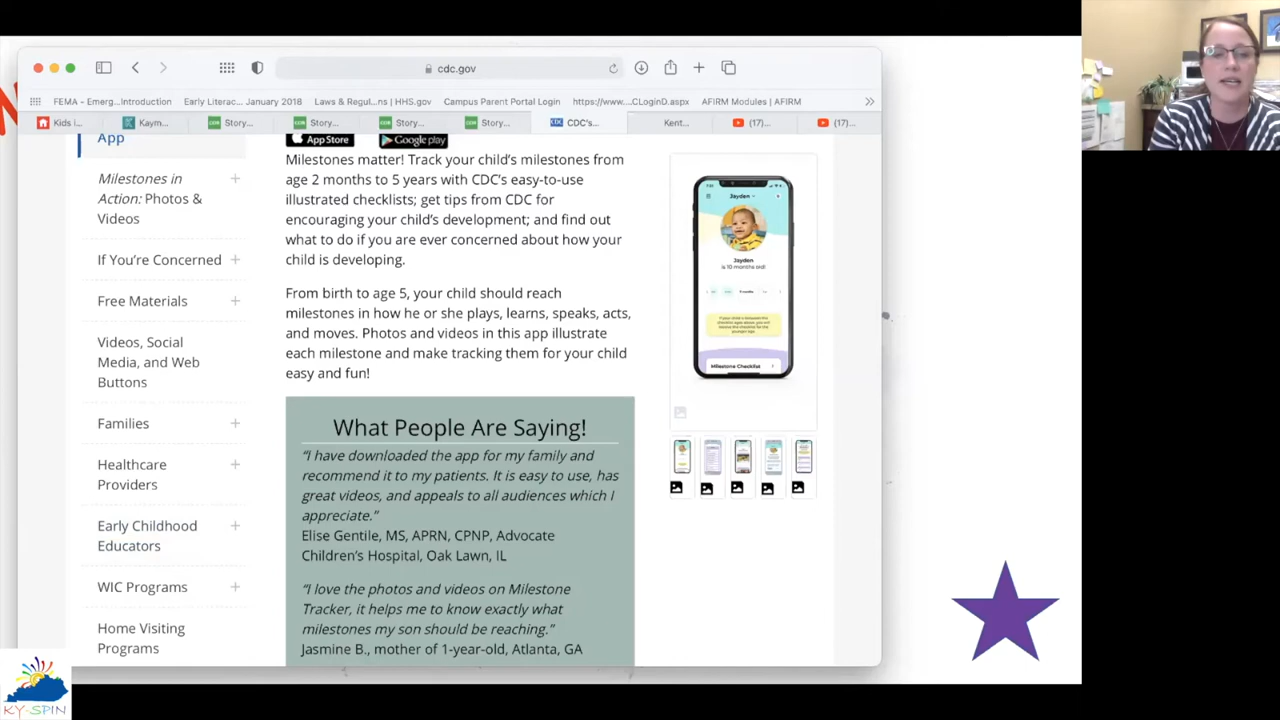 cdc.gov
FEMA – Emerg...Introduction
Early Literac... January 2018
Laws & Regul...ns | HHS.gov
Campus Parent Portal Login
https://www...CLoginD.aspx
AFIRM Modules | AFIRM
Kids i...
Kaym...
Story...
Story...
Story...
Story...
CDC's...
Kent...
(17)...
(17)...
App
Milestones in
Action: Photos &
Videos
If You're Concerned
Free Materials
Videos, Social
Media, and Web
Buttons
Families
Healthcare
Providers
Early Childhood
Educators
WIC Programs
Home Visiting
Programs
App Store
Google play
Milestones matter! Track your child's milestones from
age 2 months to 5 years with CDC's easy-to-use
illustrated checklists; get tips from CDC for
encouraging your child's development; and find out
what to do if you are ever concerned about how your
child is developing.
From birth to age 5, your child should reach
milestones in how he or she plays, learns, speaks, acts,
and moves. Photos and videos in this app illustrate
each milestone and make tracking them for your child
easy and fun!
What People Are Saying!
“I have downloaded the app for my family and
recommend it to my patients. It is easy to use, has
great videos, and appeals to all audiences which I
appreciate.”
Elise Gentile, MS, APRN, CPNP, Advocate
Children's Hospital, Oak Lawn, IL
“I love the photos and videos on Milestone
Tracker, it helps me to know exactly what
milestones my son should be reaching.”
Jasmine B., mother of 1-year-old, Atlanta, GA
Jayden
Jayden
is 10 months old!
Milestone Checklist
KY-SPIN